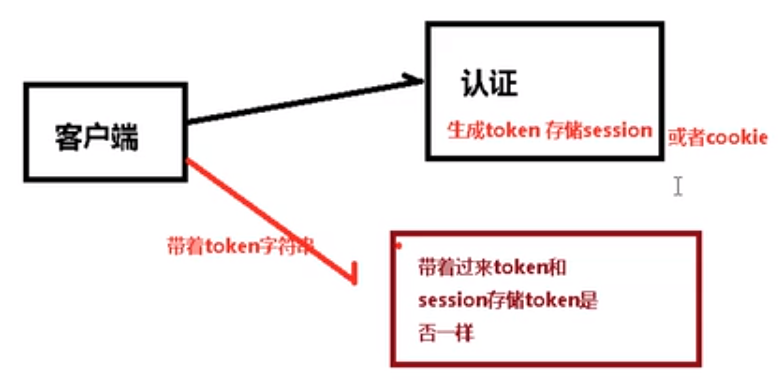 认证
客户端
生成token 存储session 或者cookie
带着token字符串
带着过来token和
session存储token是
否一样